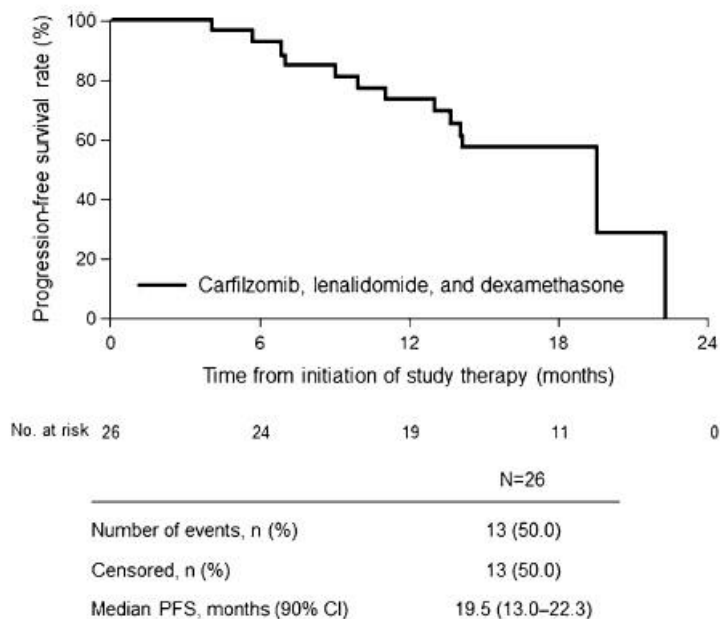 Progression-free survival rate (%)
100
80
60
40
20
0
Carfilzomib, lenalidomide, and dexamethasone
0 6 12 18 24
Time from initiation of study therapy (months)
No. at risk 26 24 19 11 0
N=26
Number of events, n (%) 13 (50.0)
Censored, n (%) 13 (50.0)
Median PFS, months (90% CI) 19.5 (13.0–22.3)